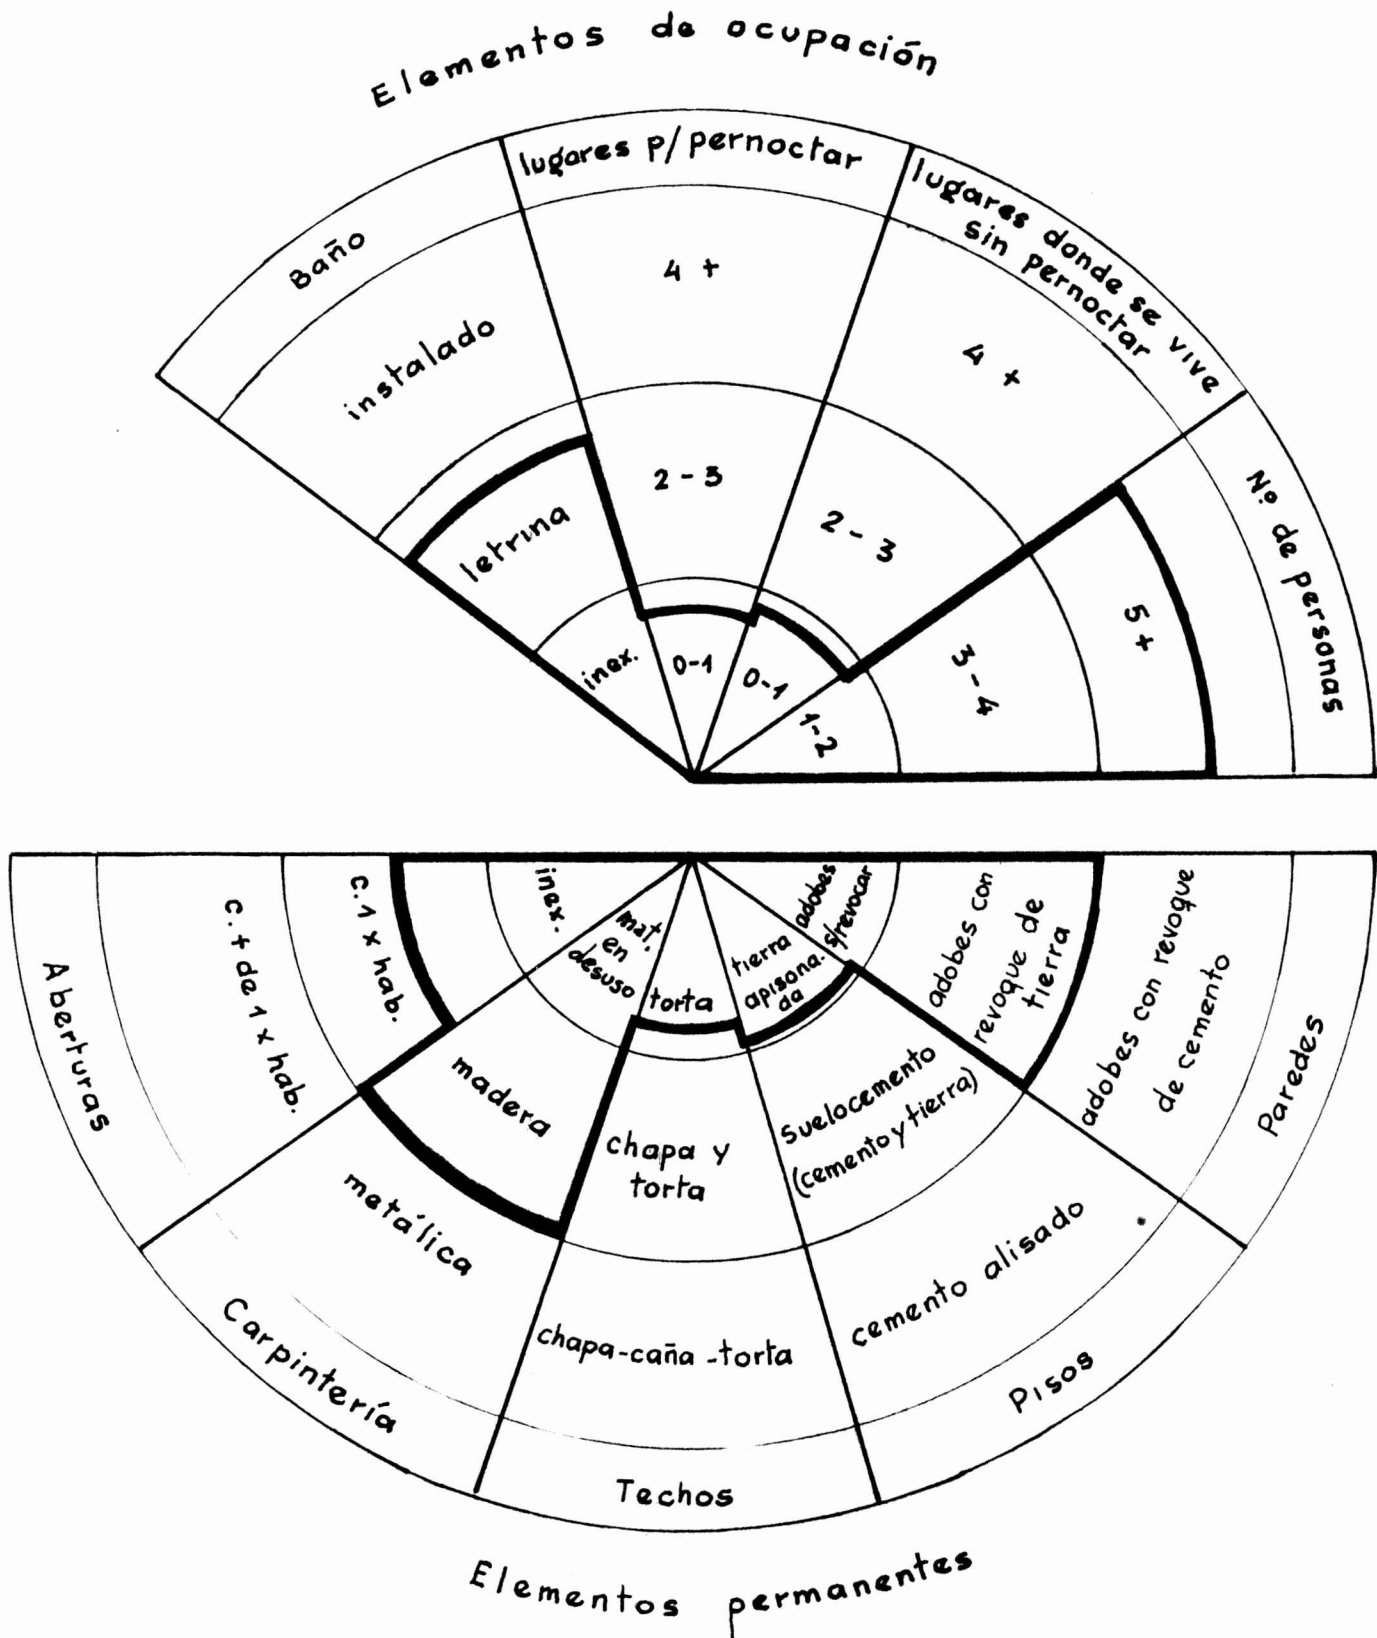 Elementos de ocupación
Baño
lugares p/pernoctar
lugares donde se vive
sin pernoctar
Nº de personas
instalado
4 +
4 +
5 +
letrina
2 - 3
2 - 3
3 - 4
inex.
0-1
0-1
1-2
inex.
c. 1 x hab.
c. + de 1 x hab.
Aberturas
mat.
en
desuso
madera
metálica
Carpintería
torta
chapa y
torta
chapa-caña-torta
Techos
tierra
apisona-
da
suelocemento
(cemento y tierra)
cemento alisado
Pisos
adobes
s/revocar
adobes con
revoque de
tierra
adobes con revoque
de cemento
Paredes
Elementos permanentes